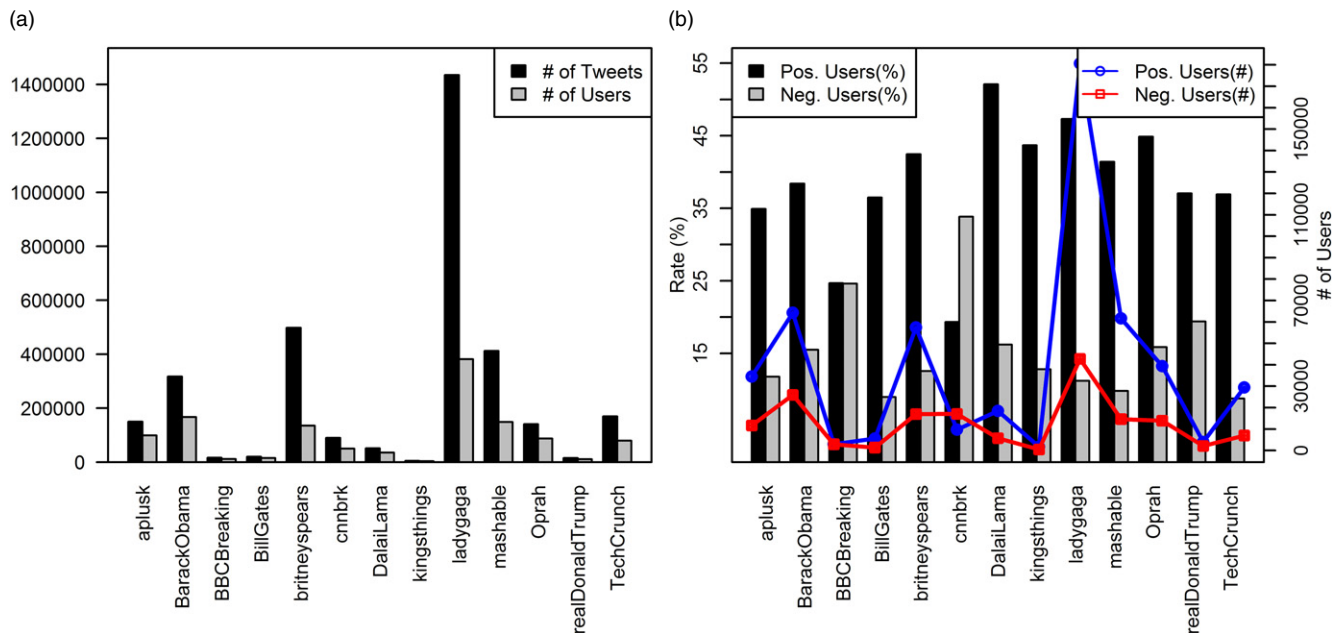 (a)
1400000
1200000
1000000
800000
600000
400000
200000
0
# of Tweets
# of Users
aplusk
BarackObama
BBCBreaking
BillGates
britneyspears
cnnbrk
DalaiLama
kingsthings
ladygaga
mashable
Oprah
realDonaldTrump
TechCrunch
(b)
Rate (%)
55
45
35
25
15
Pos. Users(%)
Neg. Users(%)
Pos. Users(#)
Neg. Users(#)
150000
110000
70000
30000
0
# of Users
aplusk
BarackObama
BBCBreaking
BillGates
britneyspears
cnnbrk
DalaiLama
kingsthings
ladygaga
mashable
Oprah
realDonaldTrump
TechCrunch